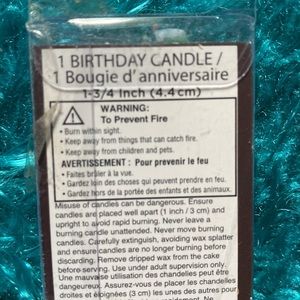 1 BIRTHDAY CANDLE /
1 Bougie d'anniversaire
1-3/4 Inch (4.4cm)
WARNING:
To Prevent Fire
• Burn within sight.
• Keep away from things that can catch fire.
• Keep away from children and pets.
AVERTISSEMENT : Pour prevenir le feu
• Faites brûler à la vue.
• Gardez loin des choses qui peuvent prendre en feu.
• Gardez hors de la portée des enfants et des animaux.
Misuse of candles can be dangerous. Ensure
candles are placed well apart (1 inch / 3 cm) and
upright to avoid rapid burning. Never leave a
burning candle unattended. Never move burning
candles. Carefully extinguish, avoiding wax splatter
and ensure candles are no longer burning before
discarding. Remove dripped wax from the cake
before serving. Use under adult supervision only.
Une mauvaise utilisation des chandelles peut être
dangereux. Assurez-vous de placer les chandelles
droites et éloignées (3 cm) les unes des autres pour